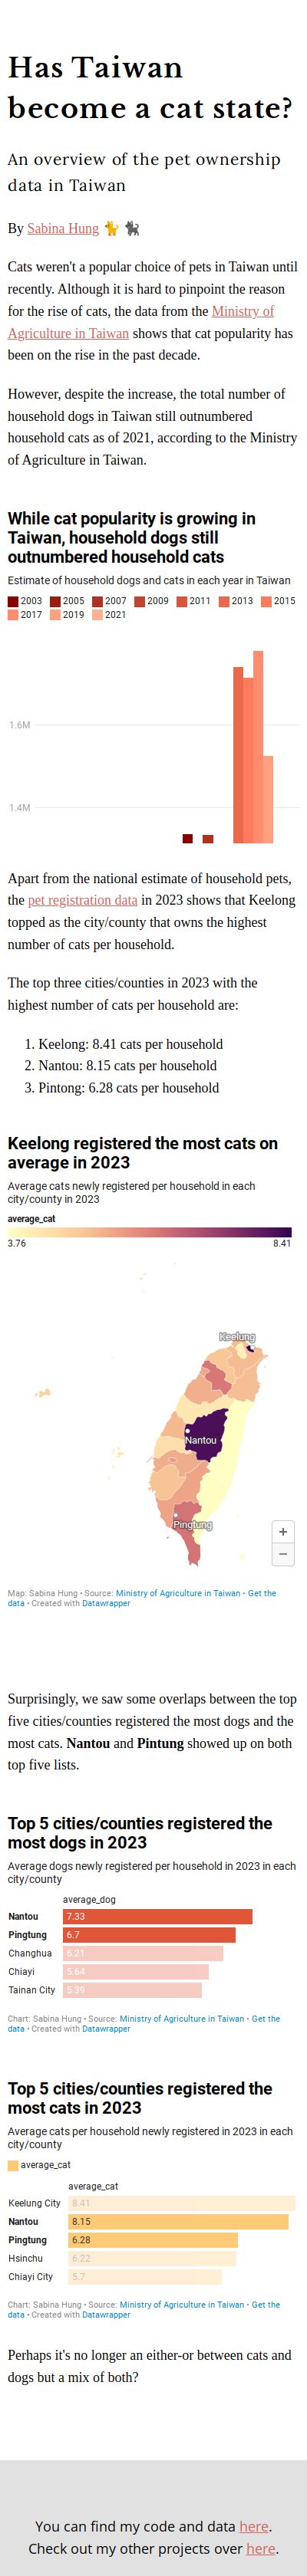 Has Taiwan
become a cat state?
An overview of the pet ownership
data in Taiwan
By Sabina Hung 🐈 🐈‍⬛
Cats weren't a popular choice of pets in Taiwan until
recently. Although it is hard to pinpoint the reason
for the rise of cats, the data from the Ministry of
Agriculture in Taiwan shows that cat popularity has
been on the rise in the past decade.
However, despite the increase, the total number of
household dogs in Taiwan still outnumbered
household cats as of 2021, according to the Ministry
of Agriculture in Taiwan.
While cat popularity is growing in
Taiwan, household dogs still
outnumbered household cats
Estimate of household dogs and cats in each year in Taiwan
2003 2005 2007 2009 2011 2013 2015
2017 2019 2021
1.6M
1.4M
Apart from the national estimate of household pets,
the pet registration data in 2023 shows that Keelong
topped as the city/county that owns the highest
number of cats per household.
The top three cities/counties in 2023 with the
highest number of cats per household are:
1. Keelong: 8.41 cats per household
2. Nantou: 8.15 cats per household
3. Pintong: 6.28 cats per household
Keelong registered the most cats on
average in 2023
Average cats newly registered per household in each
city/county in 2023
average_cat
3.76 8.41
Keelung
Nantou
Pingtung
+
−
Map: Sabina Hung • Source: Ministry of Agriculture in Taiwan • Get the
data • Created with Datawrapper
Surprisingly, we saw some overlaps between the top
five cities/counties registered the most dogs and the
most cats. Nantou and Pintung showed up on both
top five lists.
Top 5 cities/counties registered the
most dogs in 2023
Average dogs newly registered per household in 2023 in each
city/county
average_dog
Nantou 7.33
Pingtung 6.7
Changhua 6.21
Chiayi 5.64
Tainan City 5.39
Chart: Sabina Hung • Source: Ministry of Agriculture in Taiwan • Get the
data • Created with Datawrapper
Top 5 cities/counties registered the
most cats in 2023
Average cats per household newly registered in 2023 in each
city/county
average_cat
average_cat
Keelung City 8.41
Nantou 8.15
Pingtung 6.28
Hsinchu 6.22
Chiayi City 5.7
Chart: Sabina Hung • Source: Ministry of Agriculture in Taiwan • Get the
data • Created with Datawrapper
Perhaps it's no longer an either-or between cats and
dogs but a mix of both?
You can find my code and data here.
Check out my other projects over here.